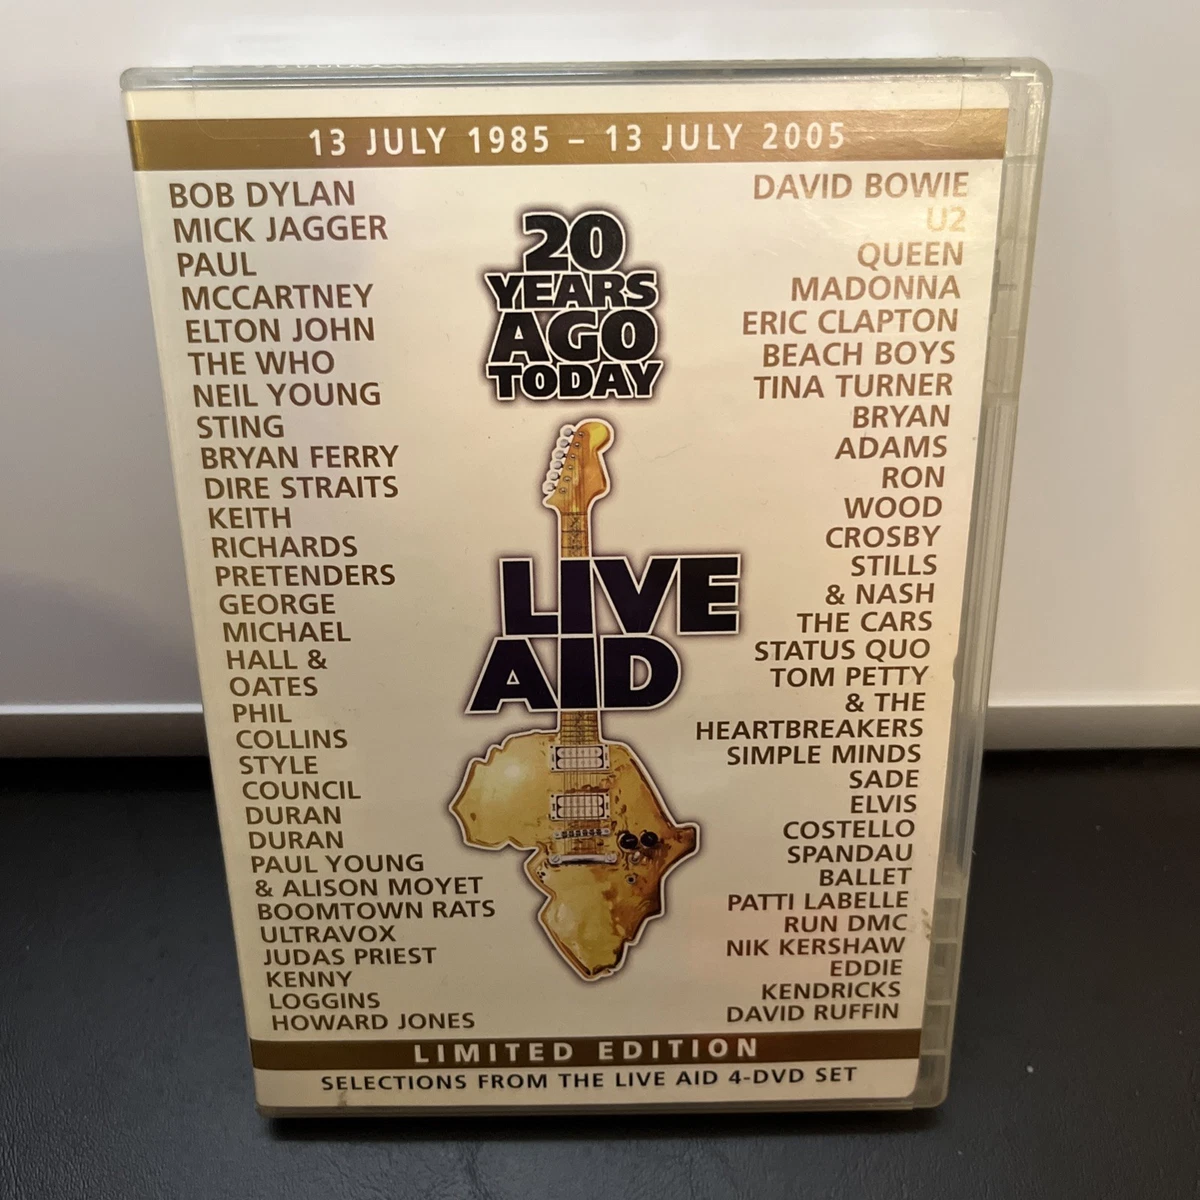 13 JULY 1985 – 13 JULY 2005
BOB DYLAN
MICK JAGGER
PAUL
MCCARTNEY
ELTON JOHN
THE WHO
NEIL YOUNG
STING
BRYAN FERRY
DIRE STRAITS
KEITH
RICHARDS
PRETENDERS
GEORGE
MICHAEL
HALL &
OATES
PHIL
COLLINS
STYLE
COUNCIL
DURAN
DURAN
PAUL YOUNG
& ALISON MOYET
BOOMTOWN RATS
ULTRAVOX
JUDAS PRIEST
KENNY
LOGGINS
HOWARD JONES
20
YEARS
AGO
TODAY
LIVE
AID
DAVID BOWIE
U2
QUEEN
MADONNA
ERIC CLAPTON
BEACH BOYS
TINA TURNER
BRYAN
ADAMS
RON
WOOD
CROSBY
STILLS
& NASH
THE CARS
STATUS QUO
TOM PETTY
& THE
HEARTBREAKERS
SIMPLE MINDS
SADE
ELVIS
COSTELLO
SPANDAU
BALLET
PATTI LABELLE
RUN DMC
NIK KERSHAW
EDDIE
KENDRICKS
DAVID RUFFIN
LIMITED EDITION
SELECTIONS FROM THE LIVE AID 4-DVD SET